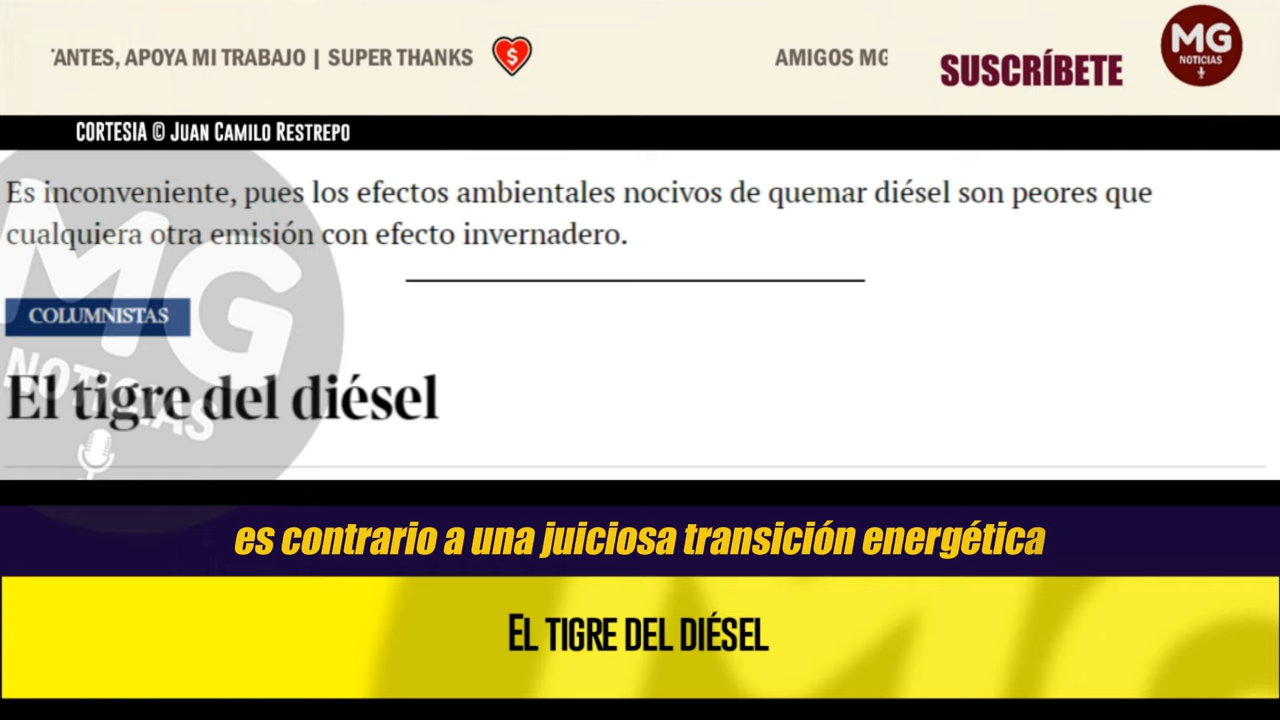 'ANTES, APOYA MI TRABAJO | SUPER THANKS
AMIGOS MG
SUSCRÍBETE
MG
NOTICIAS
CORTESIA © JUAN CAMILO RESTREPO
Es inconveniente, pues los efectos ambientales nocivos de quemar diésel son peores que
cualquiera otra emisión con efecto invernadero.
MG
NOTICIAS
COLUMNISTAS
El tigre del diésel
es contrario a una juiciosa transición energética
EL TIGRE DEL DIÉSEL